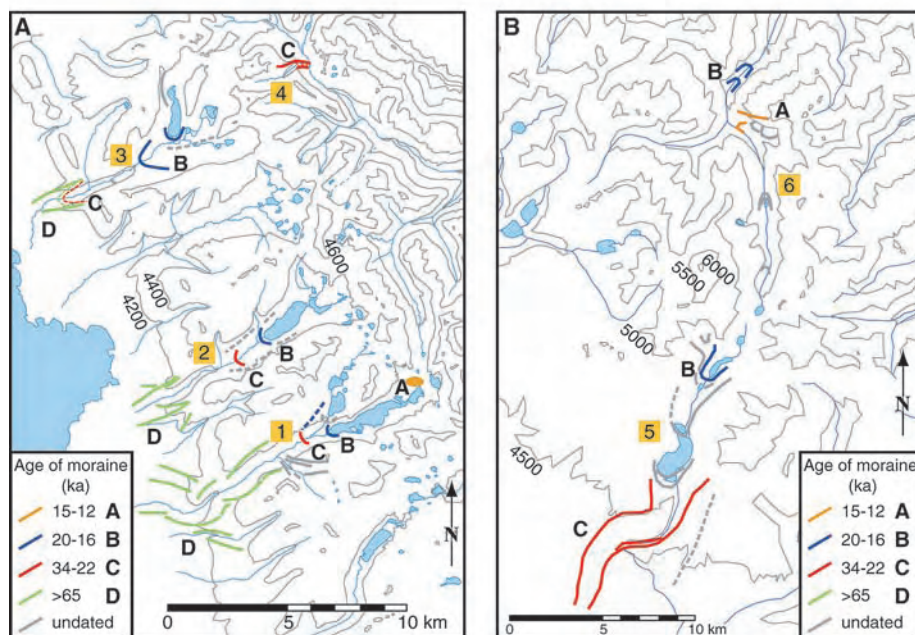 A
C
4
3
B
C
D
4600
4400
4200
2
B
C
A
D
1
B
C
D
N
Age of moraine
(ka)
15-12 A
20-16 B
34-22 C
>65 D
undated
0 5 10 km
B
B
A
6
6000
5500
5000
B
N
5
4500
C
Age of moraine
(ka)
15-12 A
20-16 B
34-22 C
>65 D
undated
0 5 10 km